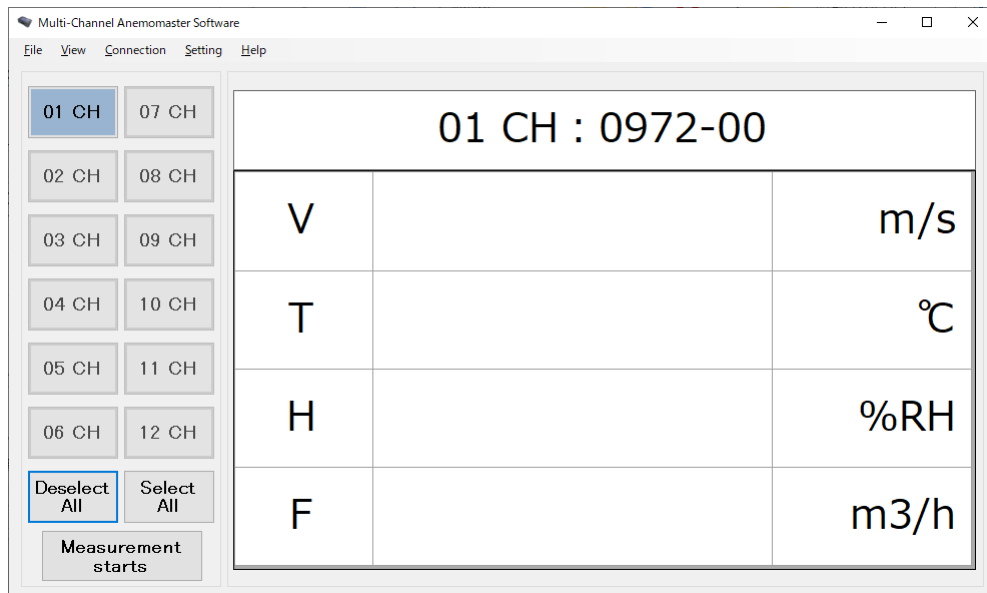 Multi-Channel Anemomaster Software
File View Connection Setting Help
01 CH 07 CH
02 CH 08 CH
03 CH 09 CH
04 CH 10 CH
05 CH 11 CH
06 CH 12 CH
Deselect All Select All
Measurement
starts
01 CH : 0972-00
V m/s
T ℃
H %RH
F m3/h